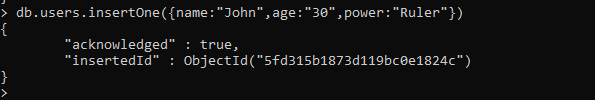 > db.users.insertOne({name:"John",age:"30",power:"Ruler"})
{
        "acknowledged" : true,
        "insertedId" : ObjectId("5fd315b1873d119bc0e1824c")
}
>